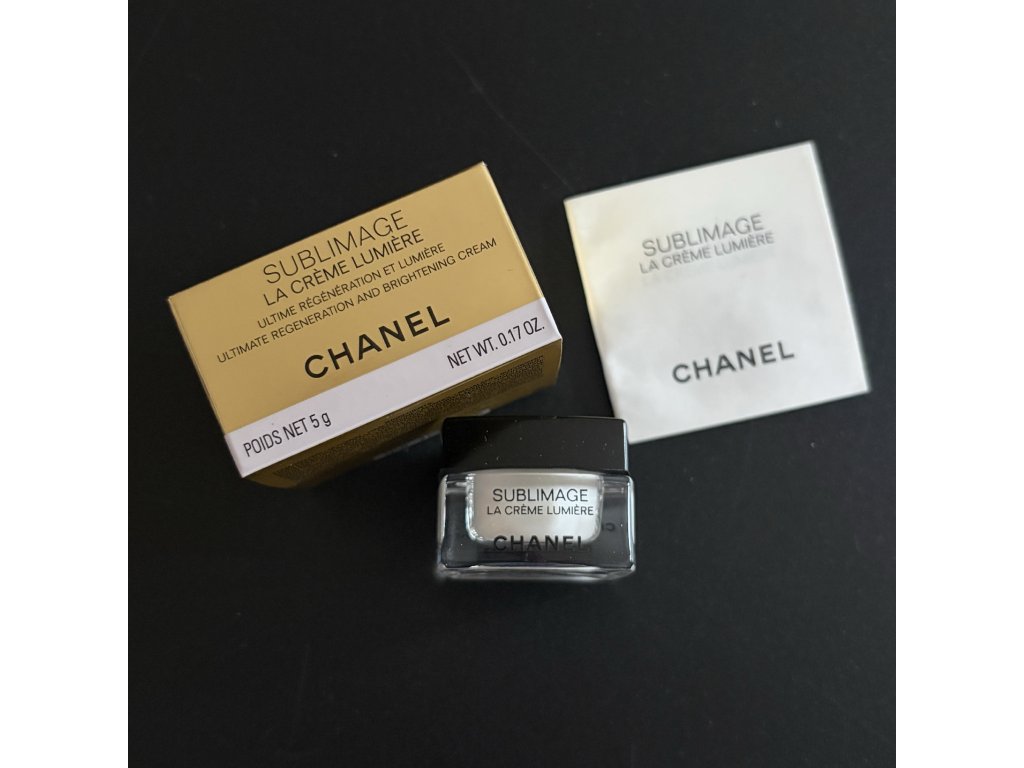 SUBLIMAGE
LA CRÈME LUMIÈRE
ULTIME RÉGÉNÉRATION ET LUMIÈRE
ULTIMATE REGENERATION AND BRIGHTENING CREAM
CHANEL
POIDS NET 5 g
NET WT. 0.17 OZ.
SUBLIMAGE
LA CRÈME LUMIÈRE
CHANEL
SUBLIMAGE
LA CRÈME LUMIÈRE
CHANEL